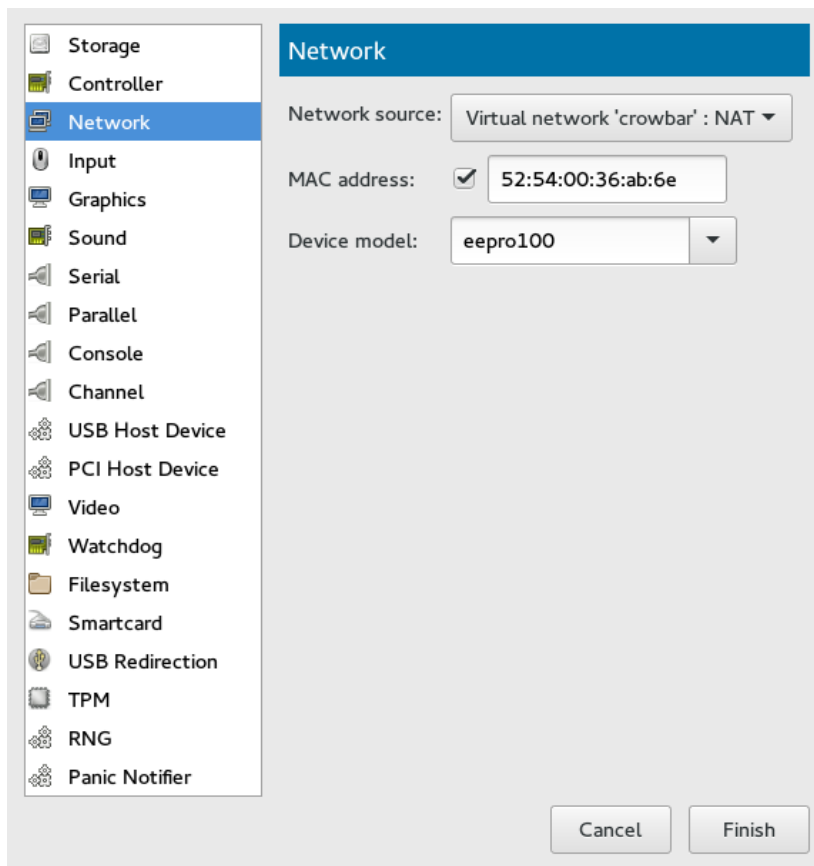 Storage
Controller
Network
Input
Graphics
Sound
Serial
Parallel
Console
Channel
USB Host Device
PCI Host Device
Video
Watchdog
Filesystem
Smartcard
USB Redirection
TPM
RNG
Panic Notifier
Network
Network source: Virtual network 'crowbar' : NAT
MAC address: 52:54:00:36:ab:6e
Device model: eepro100
Cancel Finish